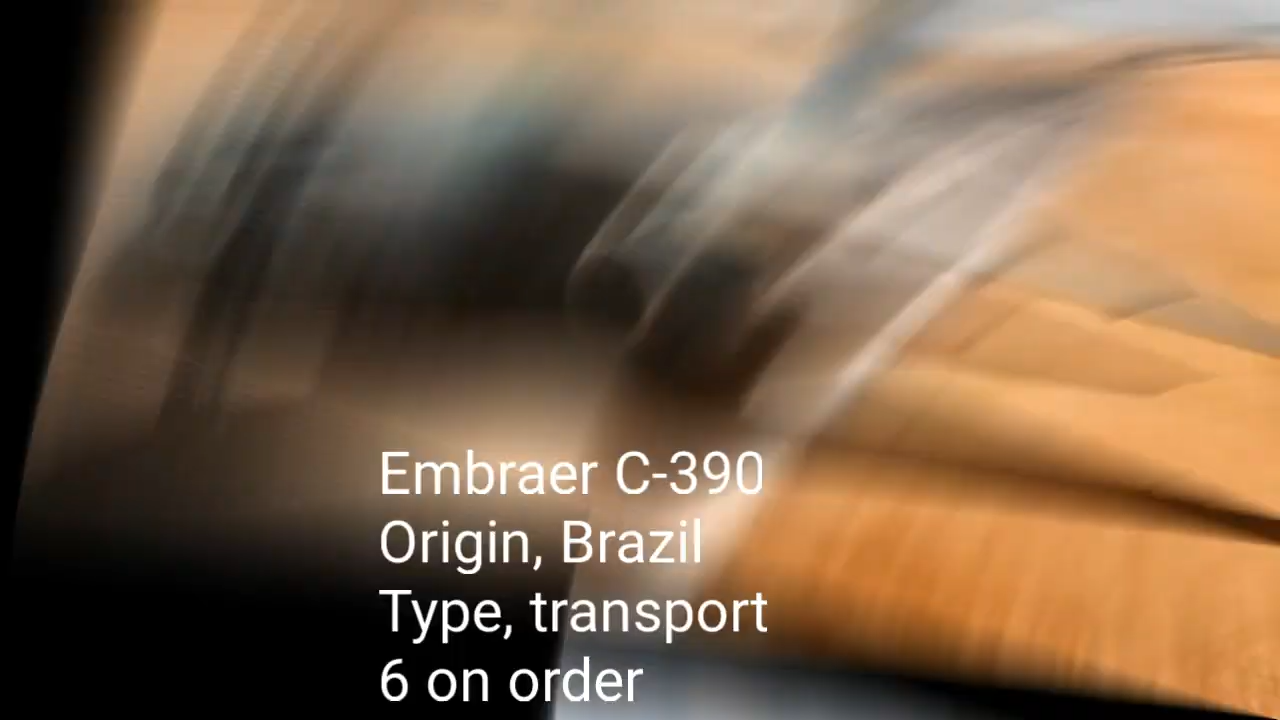 Embraer C-390
Origin, Brazil
Type, transport
6 on order